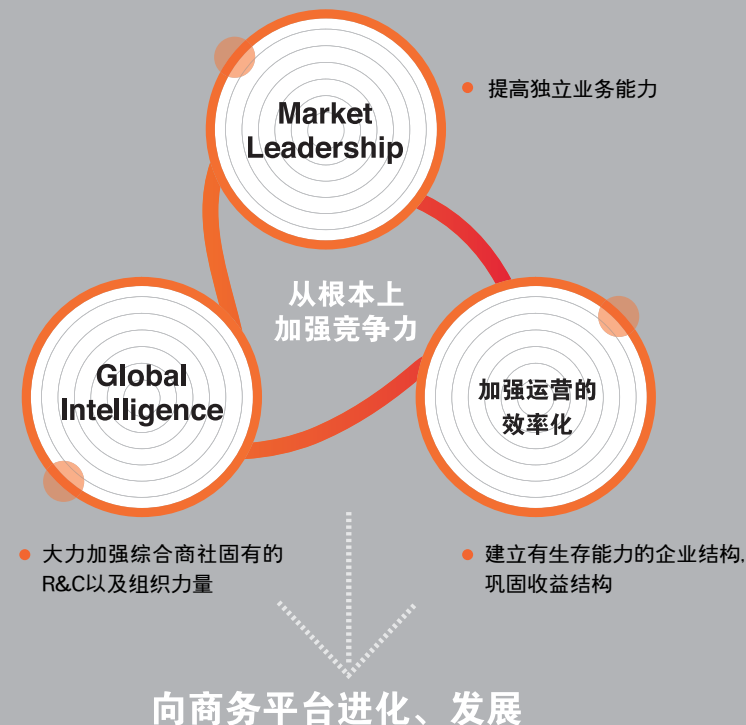 Market
Leadership
提高独立业务能力
从根本上
加强竞争力
Global
Intelligence
加强运营的
效率化
大力加强综合商社固有的
R&C以及组织力量
建立有生存能力的企业结构,
巩固收益结构
向商务平台进化、发展